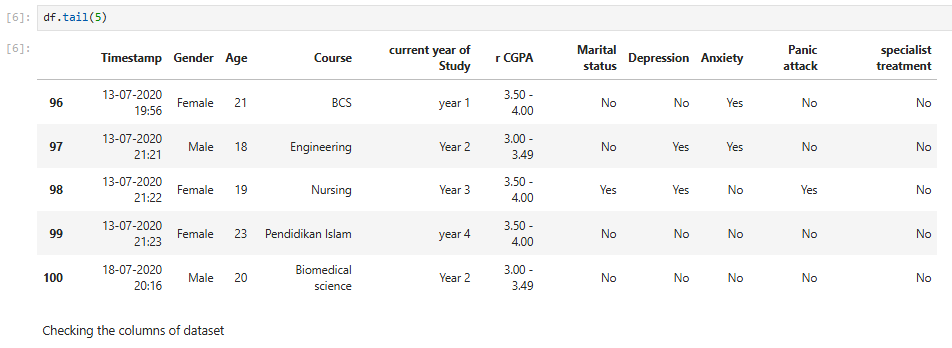 [6]: df.tail(5)
[6]:
Timestamp Gender Age Course current year of Study r CGPA Marital status Depression Anxiety Panic attack specialist treatment
96 13-07-2020 19:56 Female 21 BCS year 1 3.50 - 4.00 No No Yes No No
97 13-07-2020 21:21 Male 18 Engineering Year 2 3.00 - 3.49 No Yes Yes No No
98 13-07-2020 21:22 Female 19 Nursing Year 3 3.50 - 4.00 Yes Yes No Yes No
99 13-07-2020 21:23 Female 23 Pendidikan Islam year 4 3.50 - 4.00 No No No No No
100 18-07-2020 20:16 Male 20 Biomedical science Year 2 3.00 - 3.49 No No No No No
Checking the columns of dataset